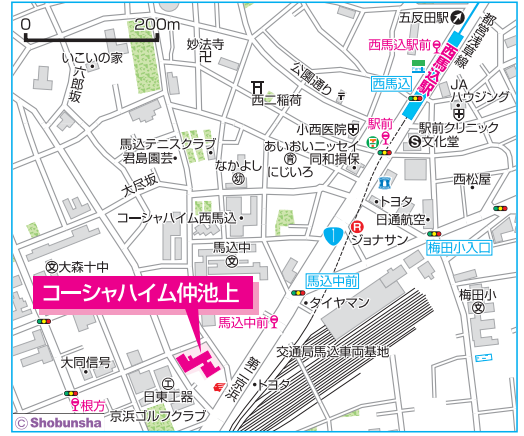 0 200m
五反田駅
都営浅草線
西馬込駅前
妙法寺
いこいの家
六郎坂
公園通り
西馬込
西馬込駅
JA
ハウジング
西二稲荷
小西医院
駅前
駅前クリニック
文化堂
馬込テニスクラブ
君島園芸
あいおいニッセイ
同和損保
なかよし
幼
にじいろ
育
大尽坂
西松屋
トヨタ
日通航空
コーシャハイム西馬込
1
R
ジョナサン
梅田小入口
馬込中
文
文
大森十中
馬込中前
梅田小
文
コーシャハイム仲池上
タイヤマン
馬込中前
交通局馬込車両基地
大同信号
第二京浜
トヨタ
工
日東工器
根方
京浜ゴルフクラブ
© Shobunsha